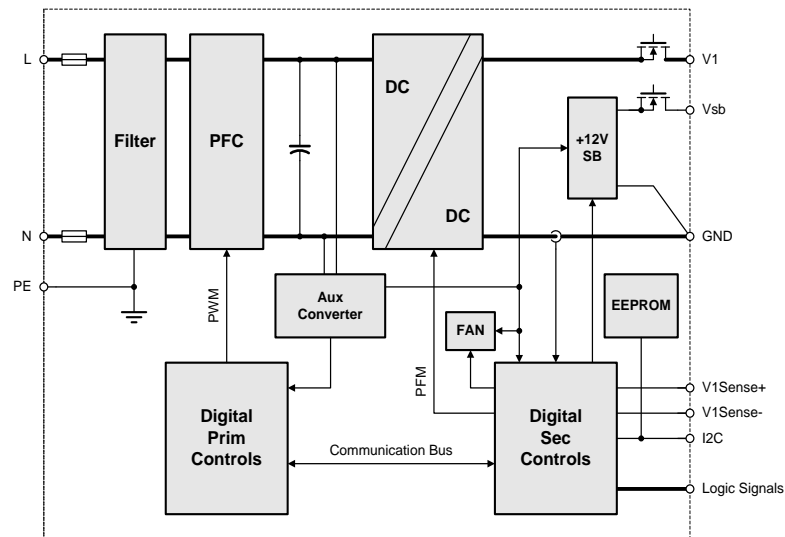 L
Filter
PFC
DC
DC
V1
Vsb
+12V
SB
N
GND
PE
PWM
Aux
Converter
PFM
FAN
EEPROM
Digital
Prim
Controls
Communication Bus
Digital
Sec
Controls
V1Sense+
V1Sense-
I2C
Logic Signals